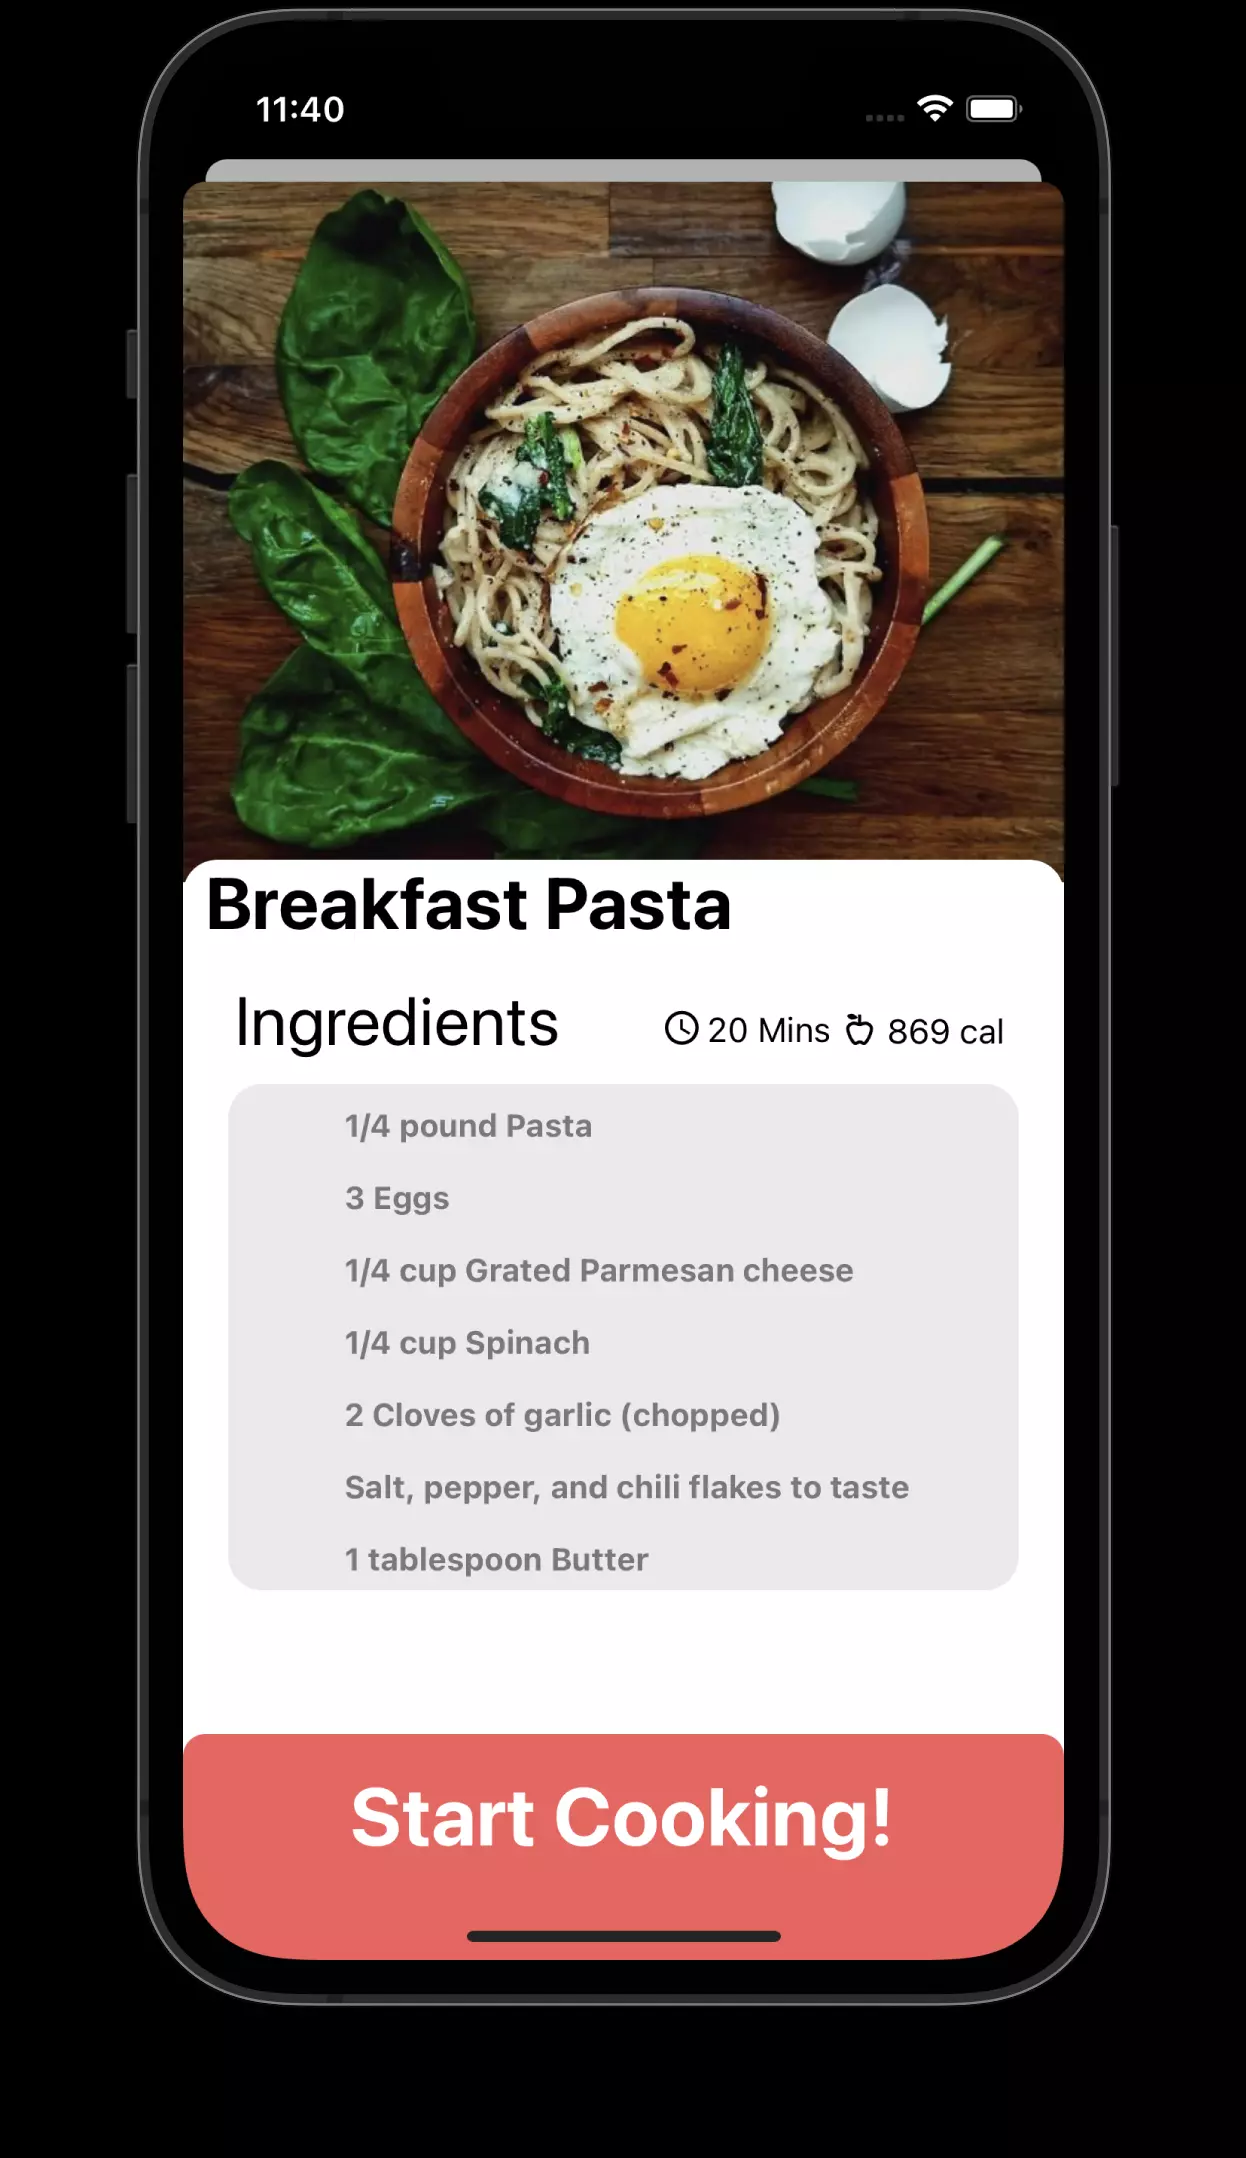 11:40
Breakfast Pasta
Ingredients
20 Mins 869 cal
1/4 pound Pasta
3 Eggs
1/4 cup Grated Parmesan cheese
1/4 cup Spinach
2 Cloves of garlic (chopped)
Salt, pepper, and chili flakes to taste
1 tablespoon Butter
Start Cooking!